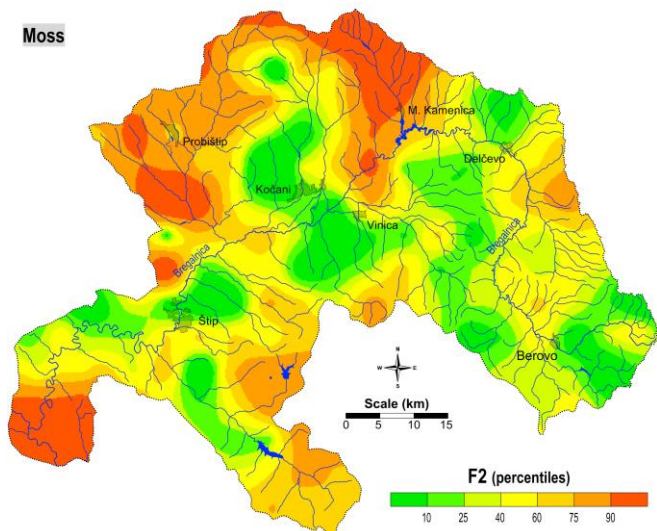 Moss
M. Kamenica
Probištip
Delčevo
Kočani
Vinica
Bregalnica
Bregalnica
Štip
Berovo
N
W E
S
Scale (km)
0 5 10 15
F2 (percentiles)
10 25 40 60 75 90